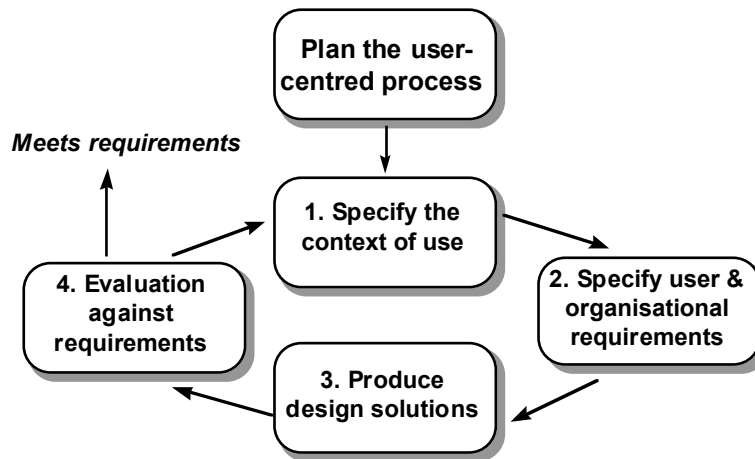 Plan the user-
centred process
Meets requirements
1. Specify the
context of use
2. Specify user &
organisational
requirements
3. Produce
design solutions
4. Evaluation
against
requirements